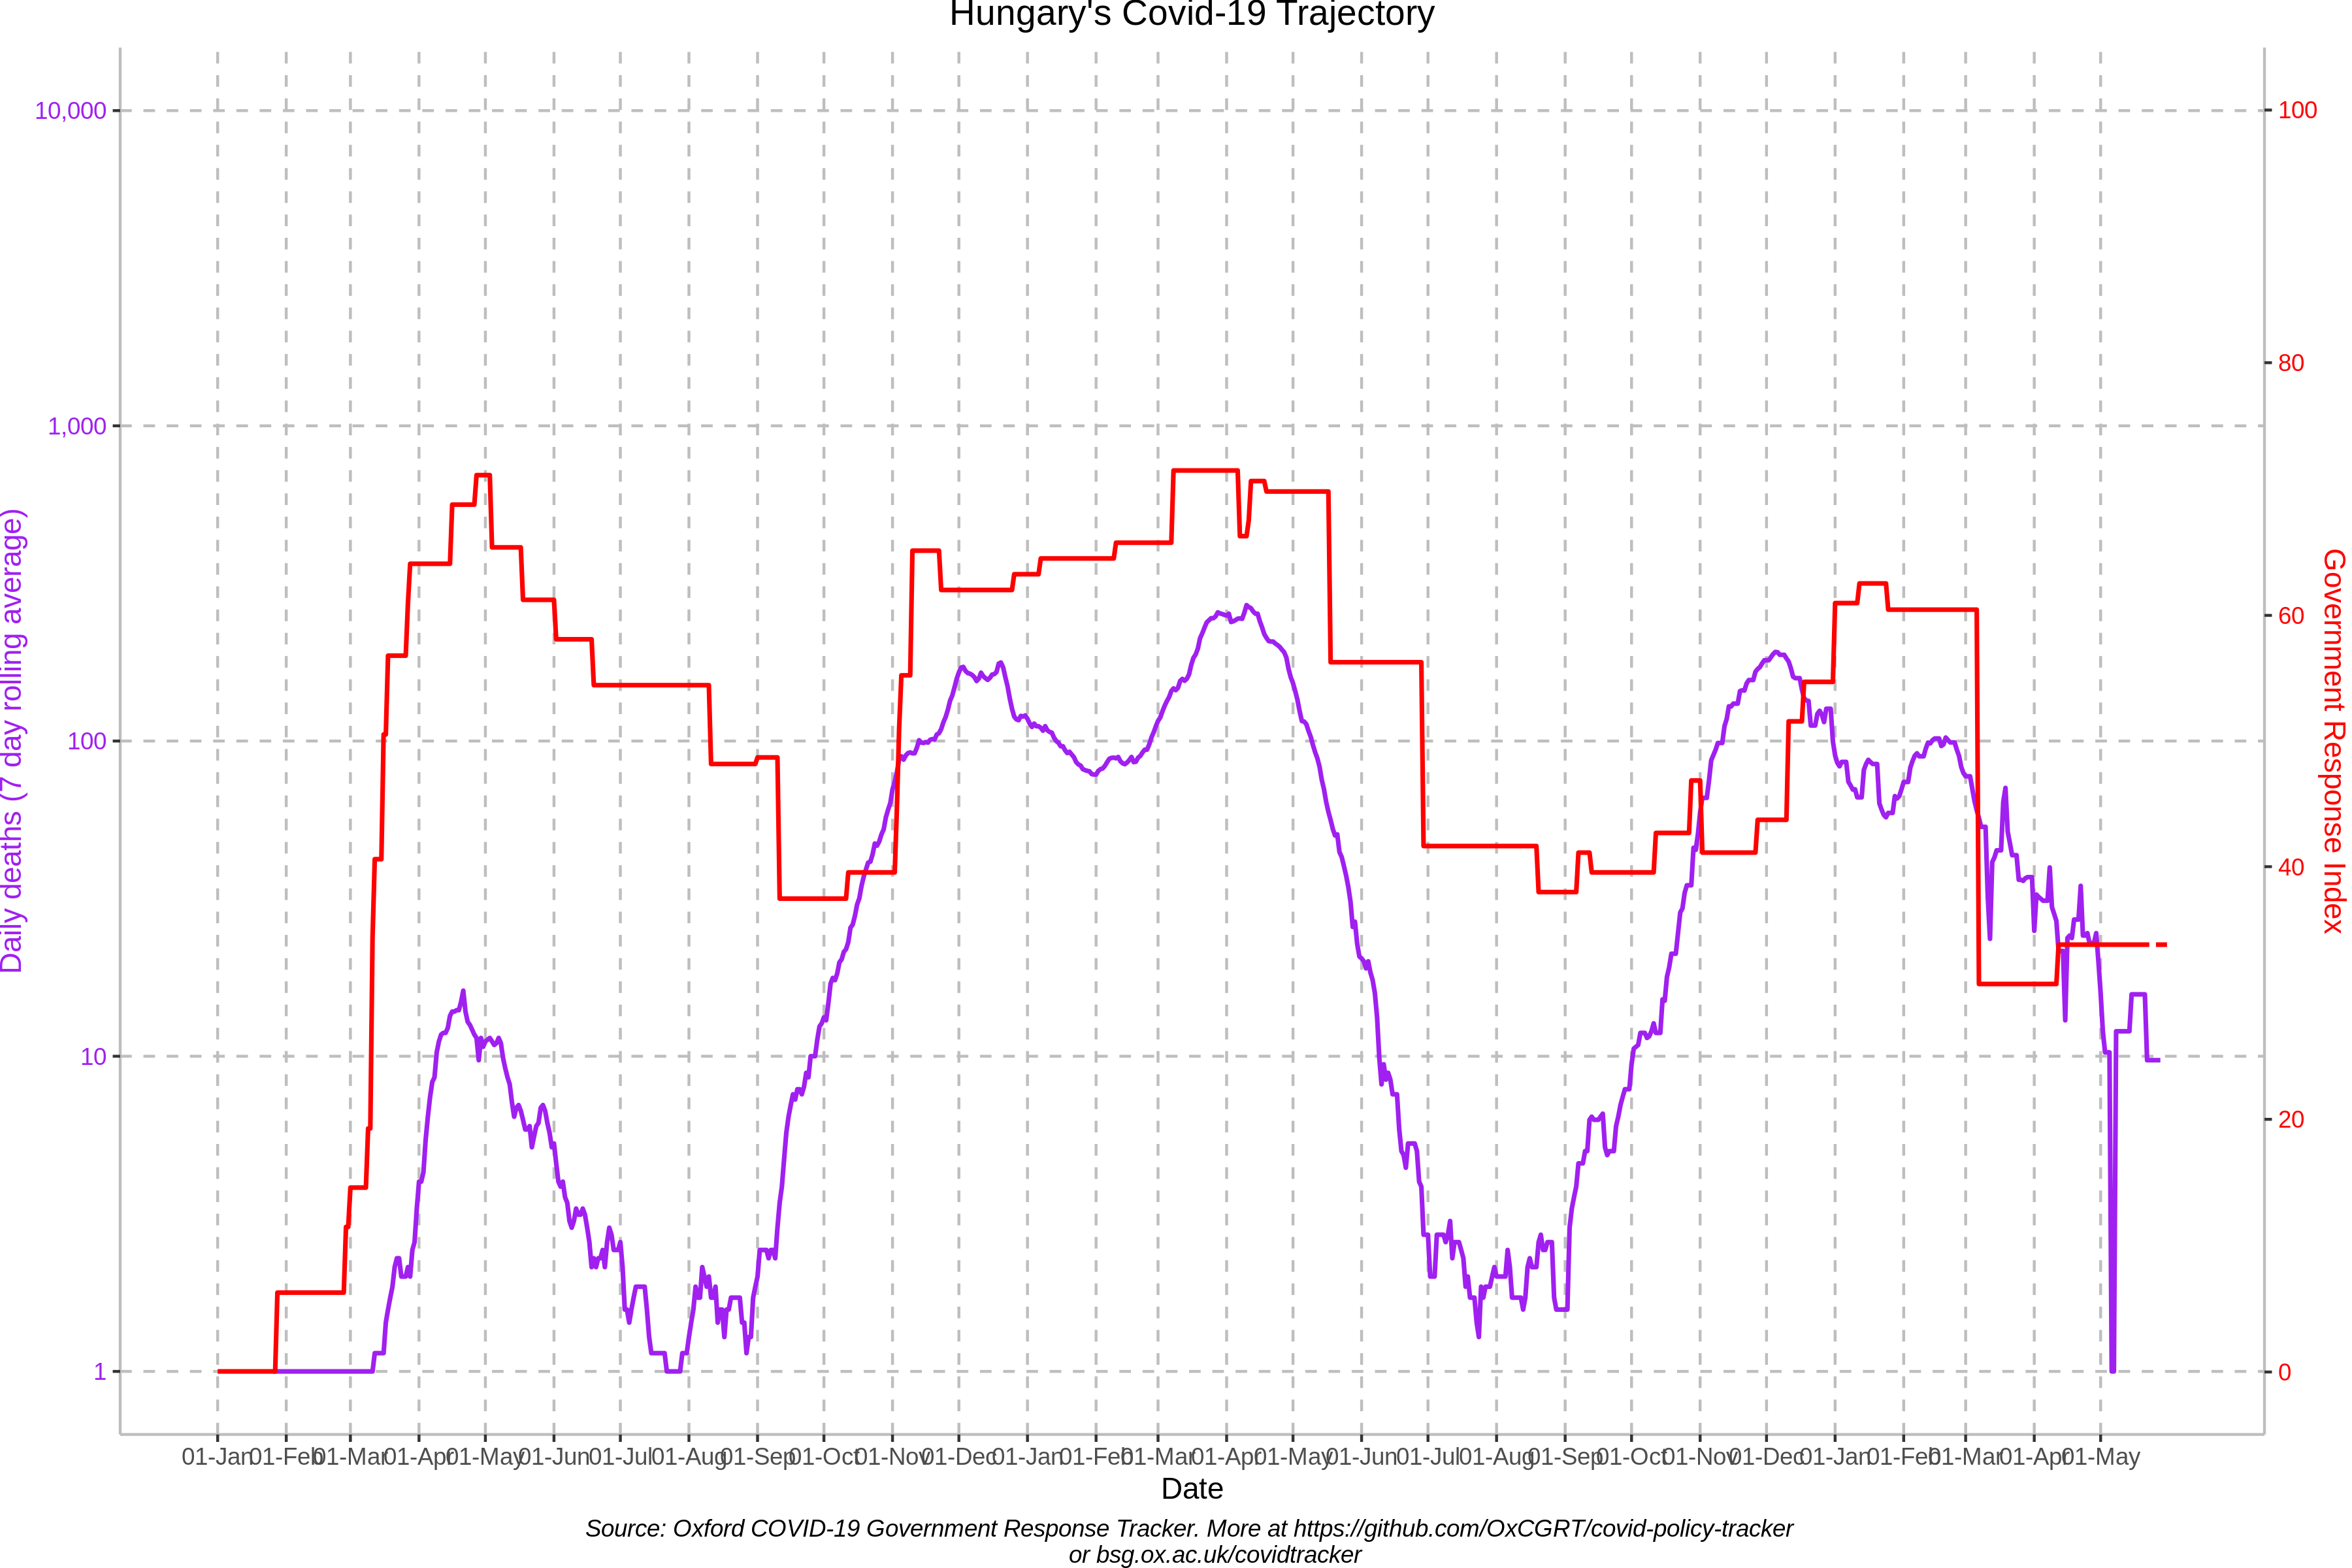 Hungary's Covid-19 Trajectory
10,000
1,000
100
10
1
Daily deaths (7 day rolling average)
100
80
60
40
20
0
Government Response Index
01-Jan 01-Feb 01-Mar 01-Apr 01-May 01-Jun 01-Jul 01-Aug 01-Sep 01-Oct 01-Nov 01-Dec 01-Jan 01-Feb 01-Mar 01-Apr 01-May 01-Jun 01-Jul 01-Aug 01-Sep 01-Oct 01-Nov 01-Dec 01-Jan 01-Feb 01-Mar 01-Apr 01-May
Date
Source: Oxford COVID-19 Government Response Tracker. More at https://github.com/OxCGRT/covid-policy-tracker
or bsg.ox.ac.uk/covidtracker